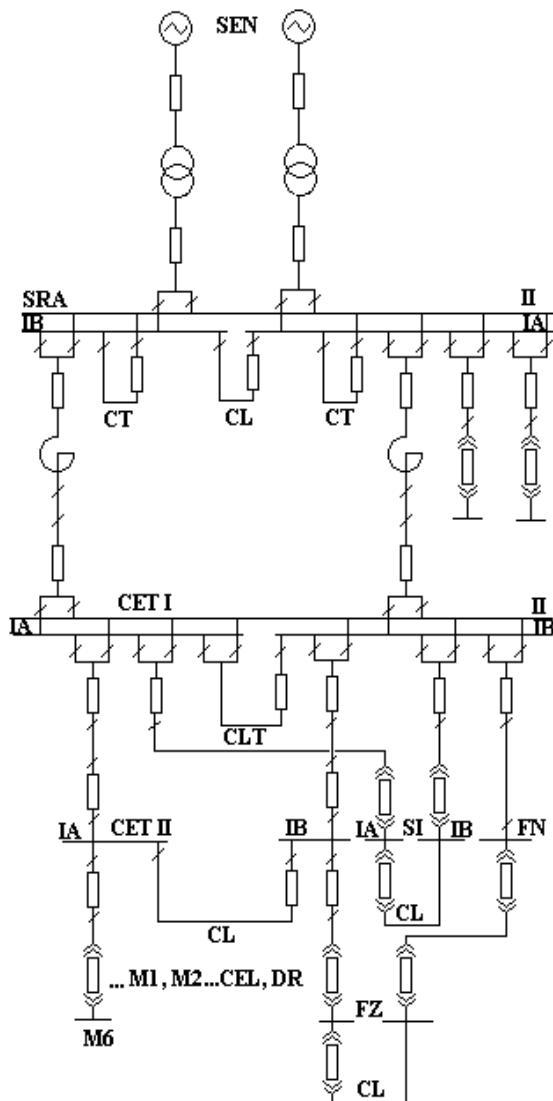 SEN
SRA II
IB IA
CT CL CT
CET I II
IA IB
CLT
IA CET II IB IA SI IB FN
CL CL
... M1, M2...CEL, DR
M6 FZ
CL